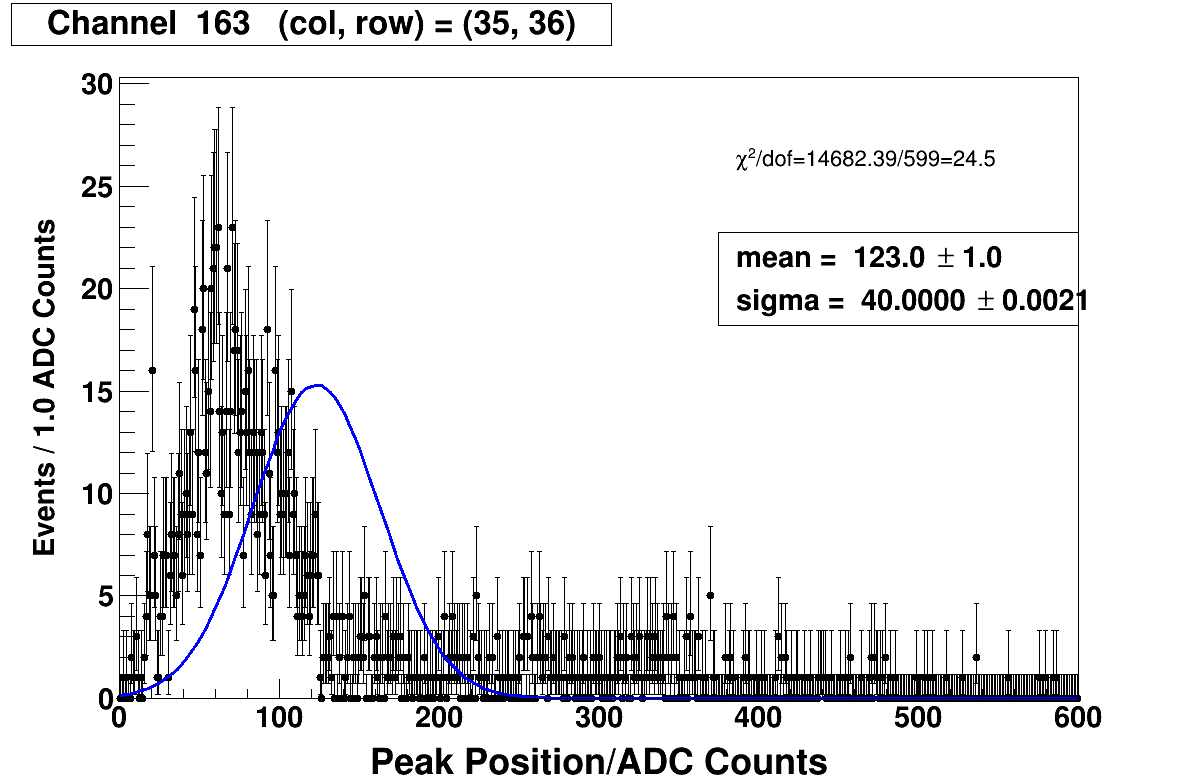 Channel 163 (col, row) = (35, 36)
30
25
20
15
10
5
0
Events / 1.0 ADC Counts
χ²/dof=14682.39/599=24.5
mean = 123.0 ± 1.0
sigma = 40.0000 ± 0.0021
0 100 200 300 400 500 600
Peak Position/ADC Counts